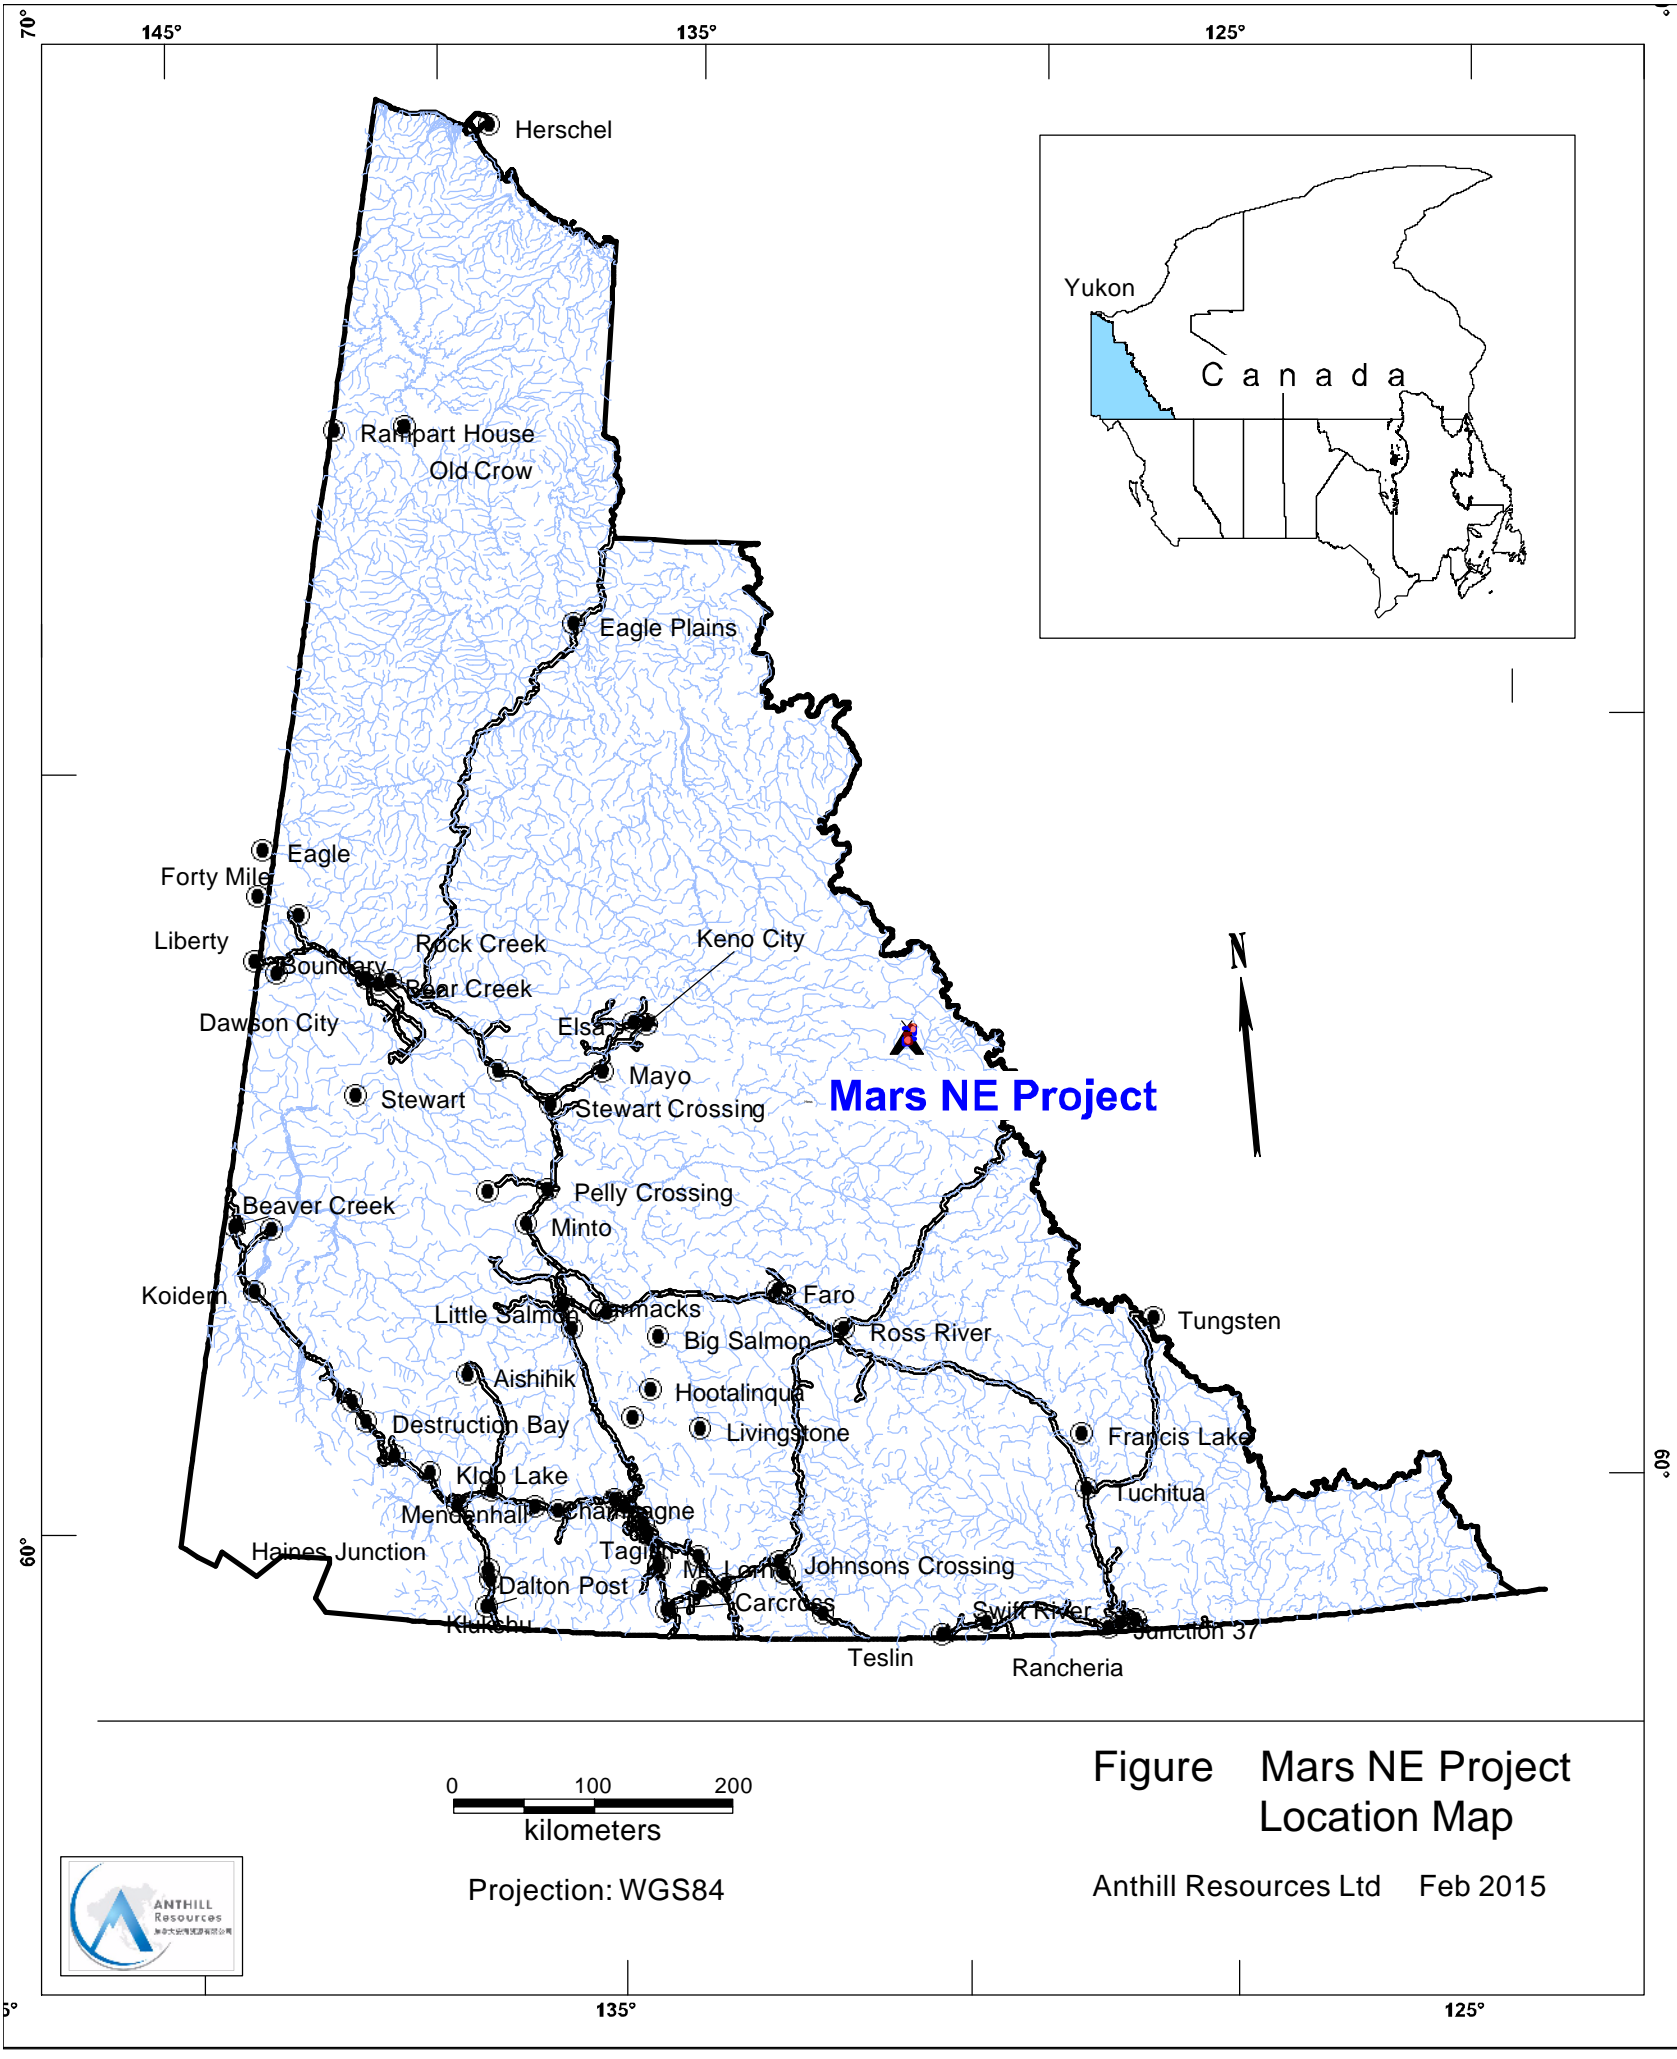 70°
145°
135°
125°
Herschel
Yukon
Canada
Rampart House
Old Crow
Eagle Plains
Eagle
Forty Mile
Liberty
Rock Creek
Keno City
Boundary
Bear Creek
N
Dawson City
Elsa
Mayo
Stewart
Stewart Crossing
Mars NE Project
Pelly Crossing
Beaver Creek
Minto
Koidern
Faro
Little Salmon
Carmacks
Tungsten
Big Salmon
Ross River
Aishihik
Hootalinqua
Destruction Bay
Livingstone
Francis Lake
60°
Kloo Lake
Tuchitua
Mendenhall
Champagne
60°
Haines Junction
Tagish
Mt. Lorne
Johnsons Crossing
Dalton Post
Carcross
Swift River
Klukshu
Junction 37
Teslin
Rancheria
0 100 200
kilometers
Projection: WGS84
Figure Mars NE Project
Location Map
Anthill Resources Ltd Feb 2015
ANTHILL
Resources
5°
135°
125°